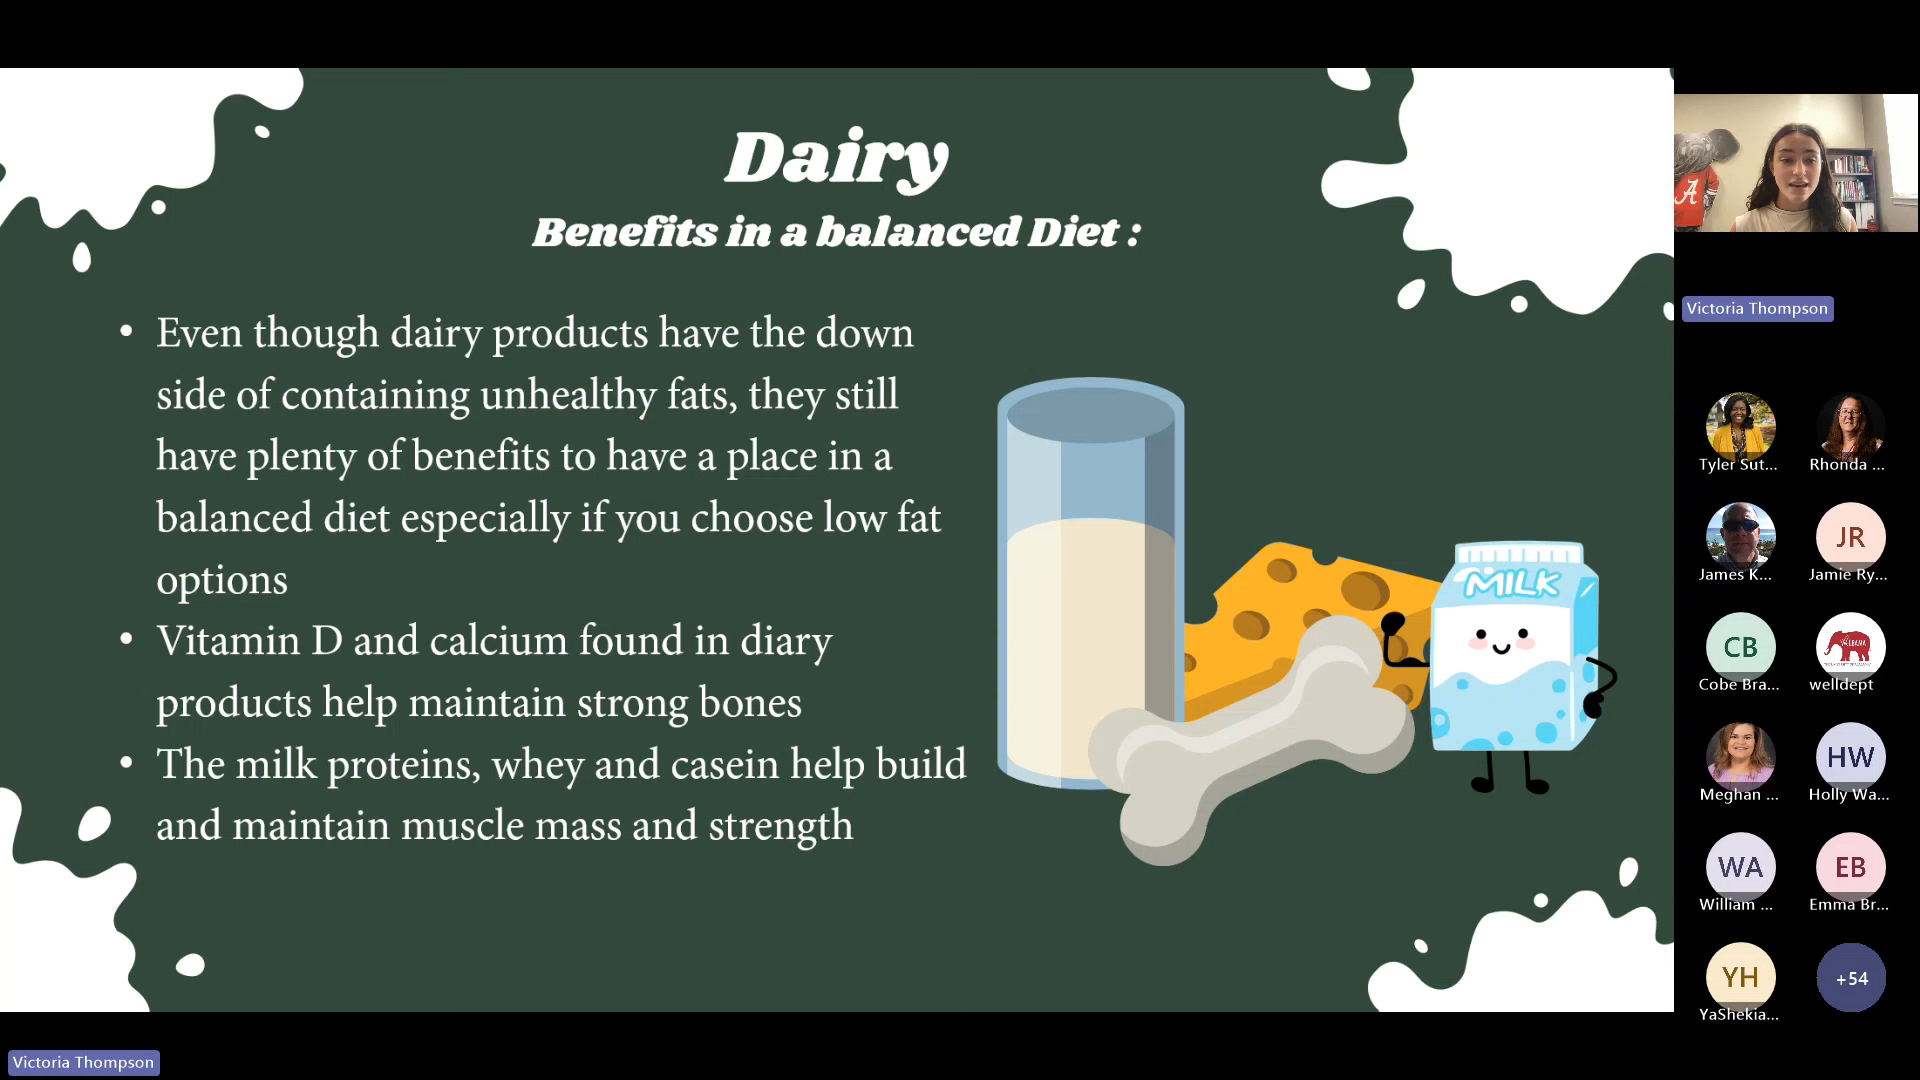 Dairy
Benefits in a balanced Diet :
• Even though dairy products have the down
side of containing unhealthy fats, they still
have plenty of benefits to have a place in a
balanced diet especially if you choose low fat
options
• Vitamin D and calcium found in diary
products help maintain strong bones
• The milk proteins, whey and casein help build
and maintain muscle mass and strength
MILK
A
Victoria Thompson
Tyler Sut...
Rhonda ...
James K...
JR
Jamie Ry...
CB
Cobe Bra...
welldept
Meghan ...
HW
Holly Wa...
WA
William ...
EB
Emma Br...
YH
YaShekia...
+54
Victoria Thompson